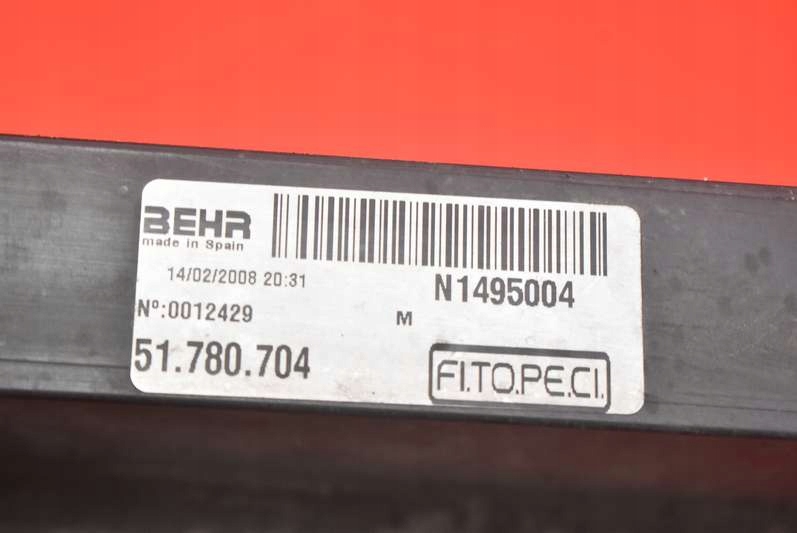 BEHR
made in Spain
14/02/2008 20:31
N1495004
Nº:0012429
M
51.780.704
FI.TO.PE.CI.